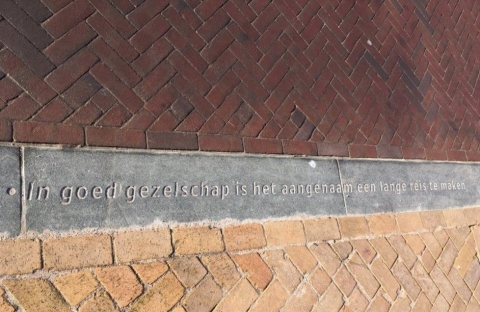 In goed gezelschap is het aangenaam een lange reis te maken